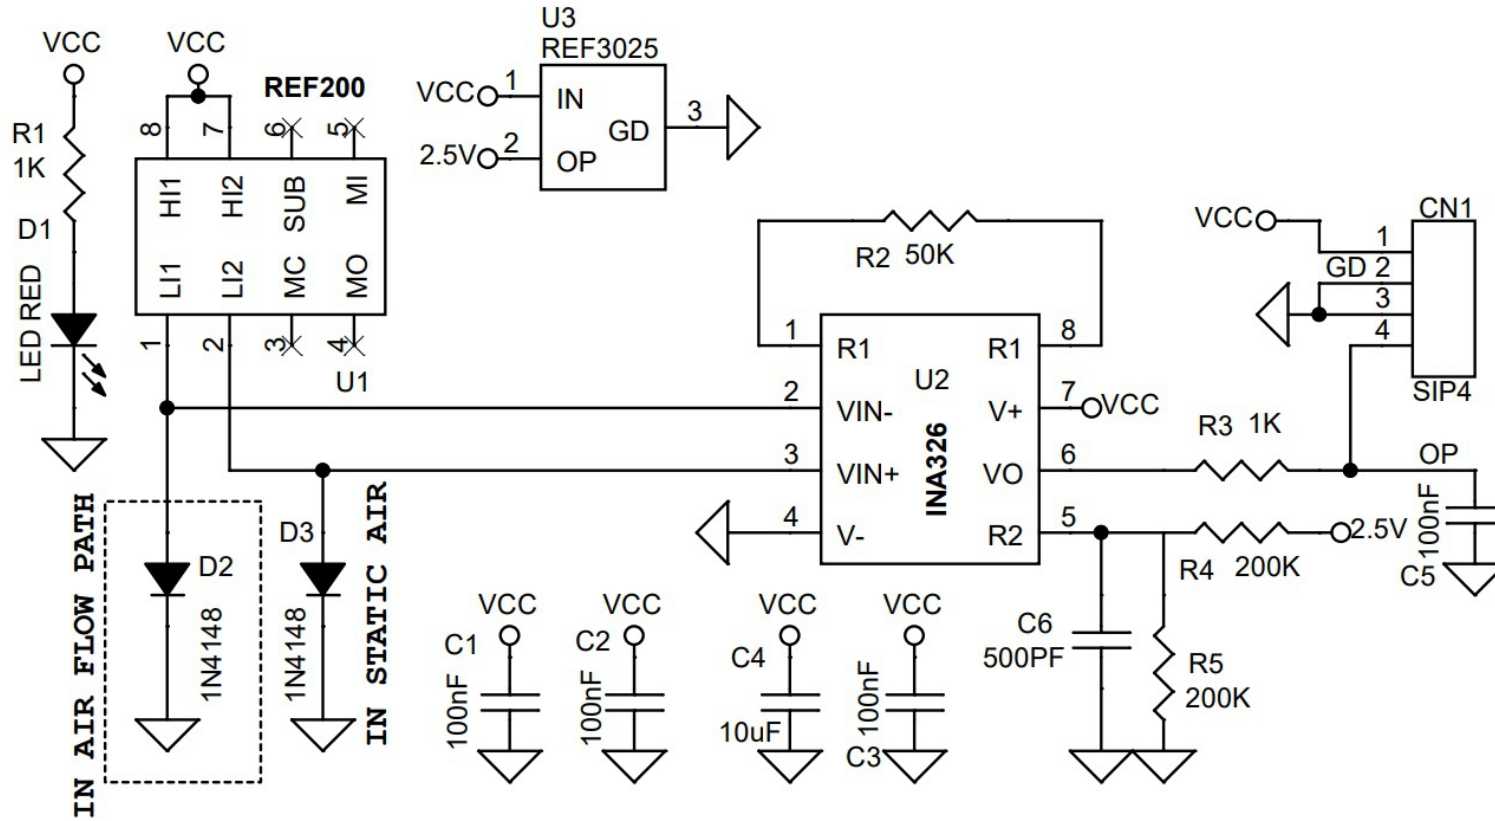 VCC
VCC
REF200
R1
1K
D1
LED RED
8
7
6
5
HI1
HI2
SUB
MI
LI1
LI2
MC
MO
1
2
3
4
U1
U3
REF3025
VCC
1
IN
2.5V
2
OP
GD
3
R2 50K
1
R1
2
VIN-
3
VIN+
4
V-
U2
INA326
R1
8
V+
7
VCC
VO
6
R2
5
R3 1K
R4 200K
2.5V
CN1
VCC
1
GD 2
3
4
SIP4
OP
100nF
C5
IN AIR FLOW PATH
D2
1N4148
D3
1N4148
IN STATIC AIR
VCC
C1
100nF
VCC
C2
100nF
VCC
C4
10uF
VCC
100nF
C3
C6
500PF
R5
200K